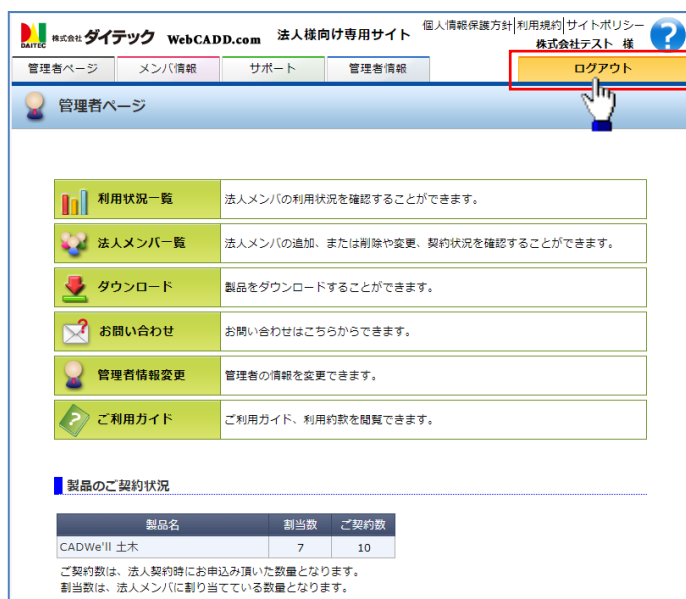 個人情報保護方針|利用規約|サイトポリシー
DAITEC 株式会社 ダイテック WebCADD.com 法人様向け専用サイト
株式会社テスト 様
管理者ページ メンバ情報 サポート 管理者情報 ログアウト
管理者ページ
利用状況一覧 法人メンバの利用状況を確認することができます。
法人メンバ一覧 法人メンバの追加、または削除や変更、契約状況を確認することができます。
ダウンロード 製品をダウンロードすることができます。
お問い合わせ お問い合わせはこちらからできます。
管理者情報変更 管理者の情報を変更できます。
ご利用ガイド ご利用ガイド、利用約款を閲覧できます。
製品のご契約状況
製品名 割当数 ご契約数
CADWe'll 土木 7 10
ご契約数は、法人契約時にお申込み頂いた数量となります。
割当数は、法人メンバに割り当てている数量となります。